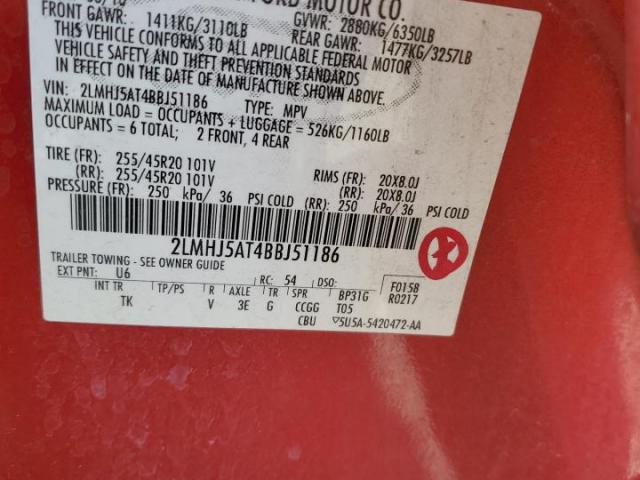 FORD MOTOR CO.
FRONT GAWR: 1411KG/3110LB GVWR: 2880KG/6350LB
REAR GAWR: 1477KG/3257LB
THIS VEHICLE CONFORMS TO ALL APPLICABLE FEDERAL MOTOR
VEHICLE SAFETY AND THEFT PREVENTION STANDARDS
IN EFFECT ON THE DATE OF MANUFACTURE SHOWN ABOVE.
VIN: 2LMHJ5AT4BBJ51186 TYPE: MPV
MAXIMUM LOAD = OCCUPANTS + LUGGAGE = 526KG/1160LB
OCCUPANTS = 6 TOTAL; 2 FRONT, 4 REAR
TIRE (FR): 255/45R20 101V RIMS (FR): 20X8.0J
(RR): 255/45R20 101V (RR): 20X8.0J
PRESSURE (FR): 250 kPa/ 36 PSI COLD (RR): 250 kPa/ 36 PSI COLD
2LMHJ5AT4BBJ51186
TRAILER TOWING - SEE OWNER GUIDE
EXT PNT: U6 RC: 54 DSO: F0158
R0217
INT TR TP/PS R AXLE TR SPR BP31G
TK V 3E G CCGG T05
CBU 5U5A-5420472-AA